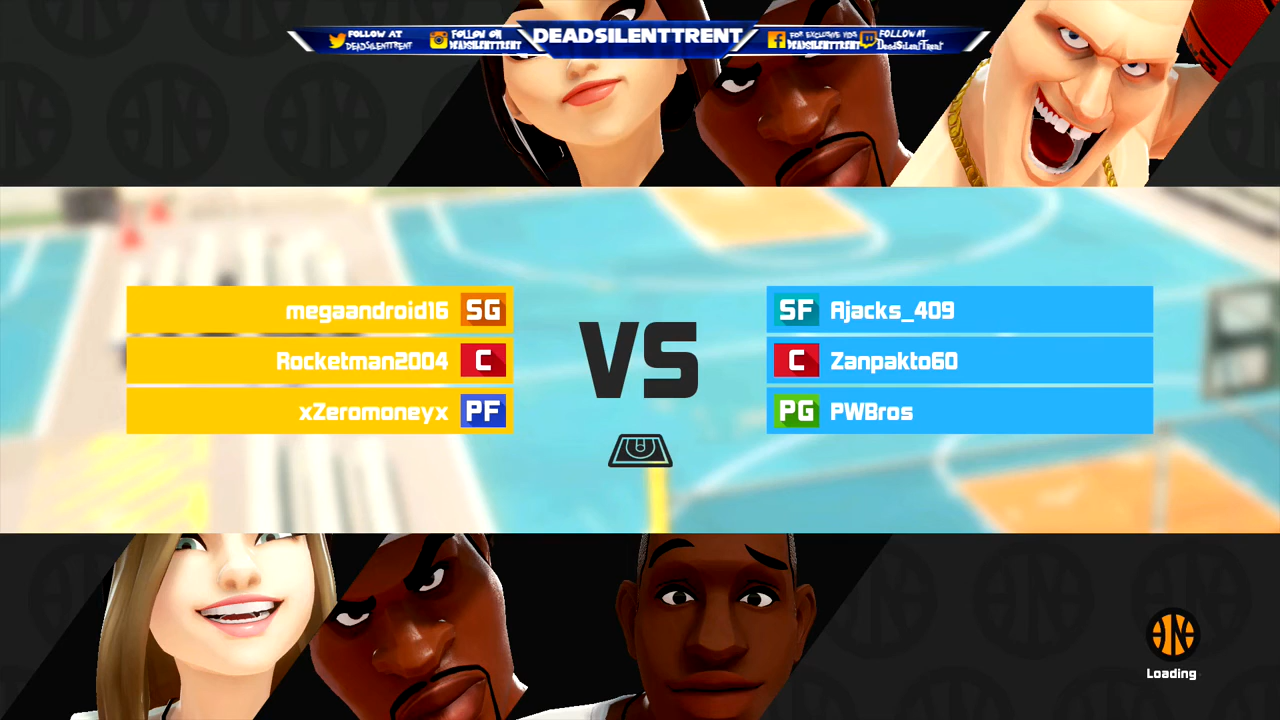 FOLLOW AT
DEADSILENTTRENT
FOLLOW ON
DEADSILENTTRENT
DEADSILENTTRENT
FOR EXCLUSIVE VIDS
DEADSILENTTRENT
FOLLOW AT
DeadSilentTrent
megaandroid16 SG
Rocketman2004 C
xZeromoneyx PF
VS
SF Ajacks_409
C Zanpakto60
PG PWBros
Loading